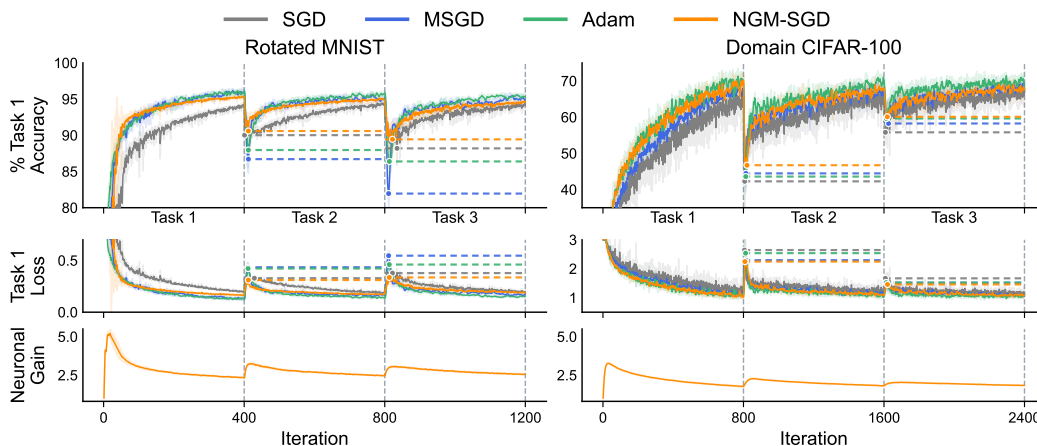 SGD MSGD Adam NGM-SGD
Rotated MNIST
Domain CIFAR-100
% Task 1
Accuracy
100
95
90
85
80
Task 1 Task 2 Task 3
70
60
50
40
Task 1 Task 2 Task 3
Task 1
Loss
0.5
0.0
3
2
1
Neuronal
Gain
5.0
2.5
0 400 800 1200
Iteration
5.0
2.5
0 800 1600 2400
Iteration